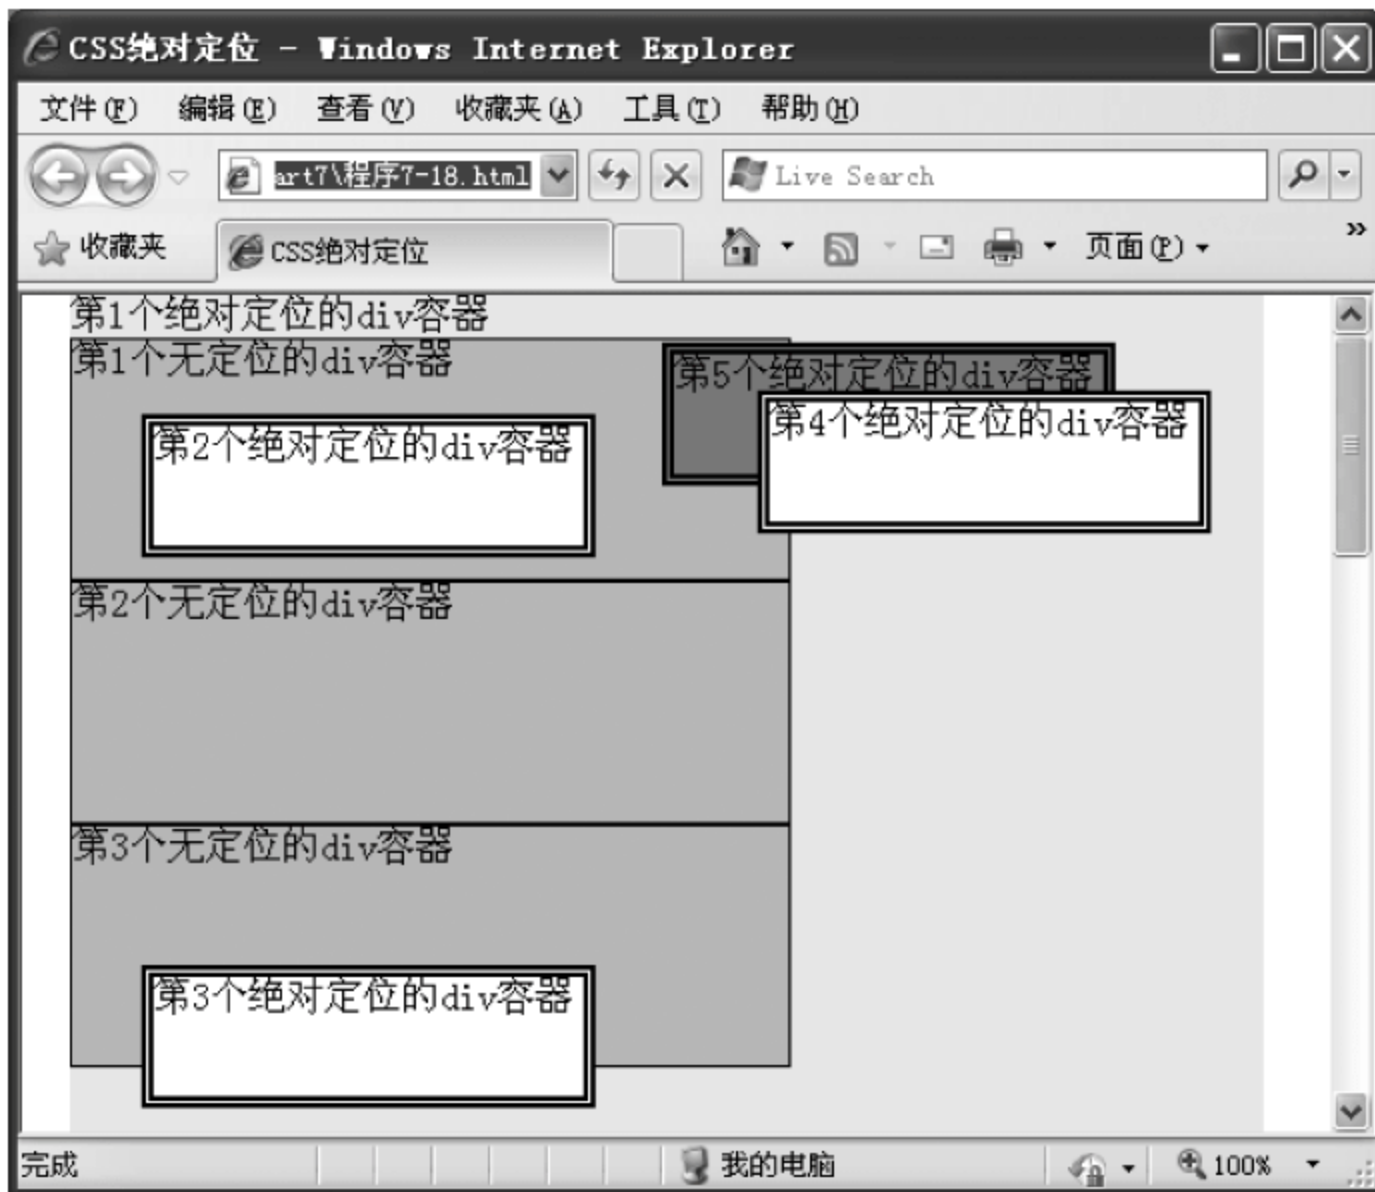 CSS绝对定位 - Windows Internet Explorer
文件(F) 编辑(E) 查看(V) 收藏夹(A) 工具(T) 帮助(H)
art7\程序7-18.html Live Search
收藏夹 CSS绝对定位 页面(P)
第1个绝对定位的div容器
第1个无定位的div容器
第5个绝对定位的div容器
第4个绝对定位的div容器
第2个绝对定位的div容器
第2个无定位的div容器
第3个无定位的div容器
第3个绝对定位的div容器
完成 我的电脑 100%